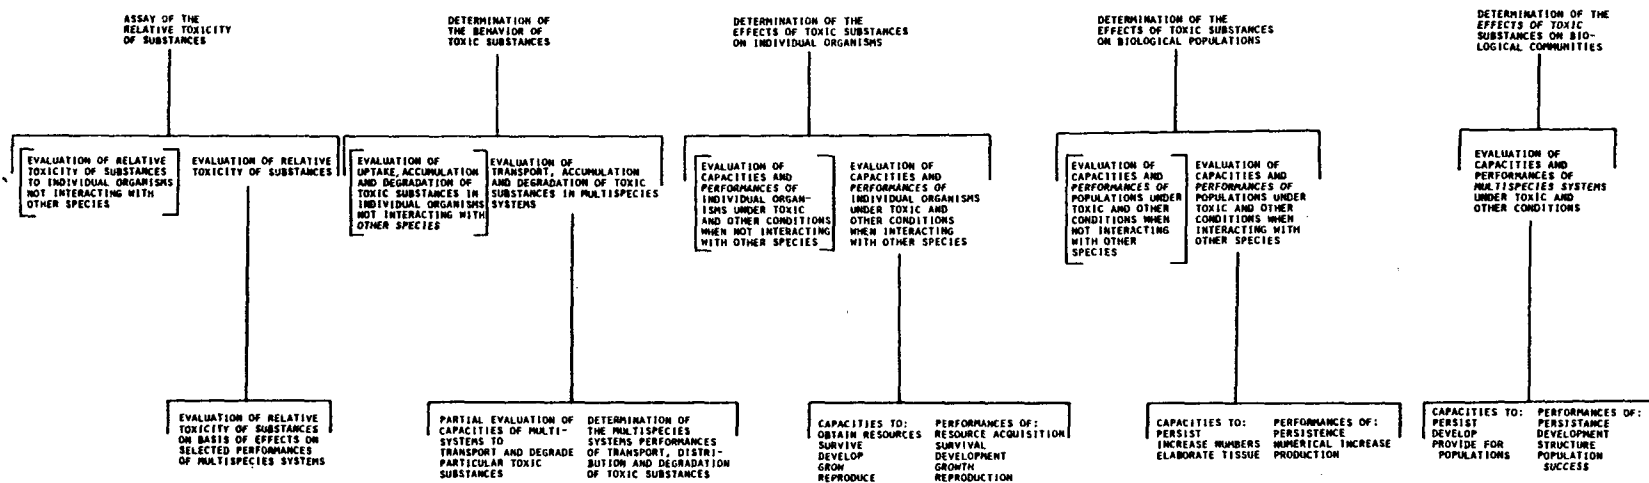 ASSAY OF THE
RELATIVE TOXICITY
OF SUBSTANCES
DETERMINATION OF
THE BEHAVIOR OF
TOXIC SUBSTANCES
DETERMINATION OF THE
EFFECTS OF TOXIC SUBSTANCES
ON INDIVIDUAL ORGANISMS
DETERMINATION OF THE
EFFECTS OF TOXIC SUBSTANCES
ON BIOLOGICAL POPULATIONS
DETERMINATION OF THE
EFFECTS OF TOXIC
SUBSTANCES ON BIO-
LOGICAL COMMUNITIES
EVALUATION OF RELATIVE
TOXICITY OF SUBSTANCES
TO INDIVIDUAL ORGANISMS
NOT INTERACTING WITH
OTHER SPECIES
EVALUATION OF RELATIVE
TOXICITY OF SUBSTANCES
EVALUATION OF
UPTAKE, ACCUMULATION
AND DEGRADATION OF
TOXIC SUBSTANCES IN
INDIVIDUAL ORGANISMS
NOT INTERACTING WITH
OTHER SPECIES
EVALUATION OF
TRANSPORT, ACCUMULATION
AND DEGRADATION OF TOXIC
SUBSTANCES IN MULTISPECIES
SYSTEMS
EVALUATION OF
CAPACITIES AND
PERFORMANCES OF
INDIVIDUAL ORGAN-
ISMS UNDER TOXIC
AND OTHER CONDITIONS
WHEN NOT INTERACTING
WITH OTHER SPECIES
EVALUATION OF
CAPACITIES AND
PERFORMANCES OF
INDIVIDUAL ORGANISMS
UNDER TOXIC AND
OTHER CONDITIONS
WHEN INTERACTING
WITH OTHER SPECIES
EVALUATION OF
CAPACITIES AND
PERFORMANCES OF
POPULATIONS UNDER
TOXIC AND OTHER
CONDITIONS WHEN
NOT INTERACTING
WITH OTHER
SPECIES
EVALUATION OF
CAPACITIES AND
PERFORMANCES OF
POPULATIONS UNDER
TOXIC AND OTHER
CONDITIONS WHEN
INTERACTING WITH
OTHER SPECIES
EVALUATION OF
CAPACITIES AND
PERFORMANCES OF
MULTISPECIES SYSTEMS
UNDER TOXIC AND
OTHER CONDITIONS
EVALUATION OF RELATIVE
TOXICITY OF SUBSTANCES
ON BASIS OF EFFECTS ON
SELECTED PERFORMANCES
OF MULTISPECIES SYSTEMS
PARTIAL EVALUATION OF
CAPACITIES OF MULTI-
SYSTEMS TO
TRANSPORT AND DEGRADE
PARTICULAR TOXIC
SUBSTANCES
DETERMINATION OF
THE MULTISPECIES
SYSTEMS PERFORMANCES
OF TRANSPORT, DISTRI-
BUTION AND DEGRADATION
OF TOXIC SUBSTANCES
CAPACITIES TO:
OBTAIN RESOURCES
SURVIVE
DEVELOP
GROW
REPRODUCE
PERFORMANCES OF:
RESOURCE ACQUISITION
SURVIVAL
DEVELOPMENT
GROWTH
REPRODUCTION
CAPACITIES TO:
PERSIST
INCREASE NUMBERS
ELABORATE TISSUE
PERFORMANCES OF:
PERSISTENCE
NUMERICAL INCREASE
PRODUCTION
CAPACITIES TO:
PERSIST
DEVELOP
PROVIDE FOR
POPULATIONS
PERFORMANCES OF:
PERSISTANCE
DEVELOPMENT
STRUCTURE
POPULATION
SUCCESS